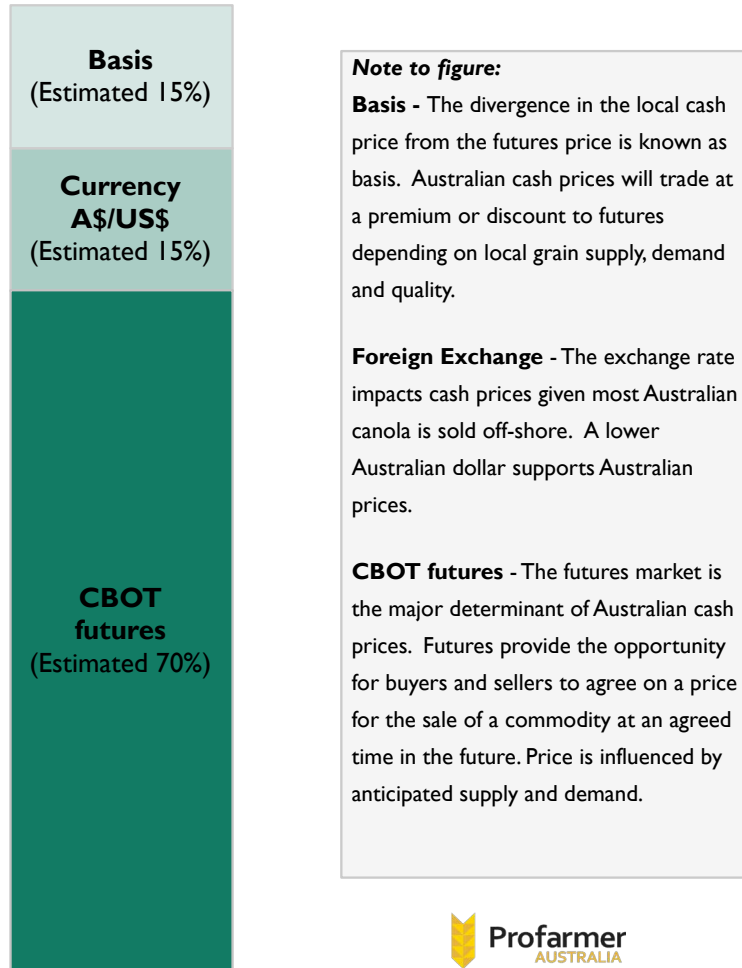 Basis
(Estimated 15%)
Currency
A$/US$
(Estimated 15%)
CBOT
futures
(Estimated 70%)
Note to figure:
Basis - The divergence in the local cash
price from the futures price is known as
basis. Australian cash prices will trade at
a premium or discount to futures
depending on local grain supply, demand
and quality.
Foreign Exchange - The exchange rate
impacts cash prices given most Australian
canola is sold off-shore. A lower
Australian dollar supports Australian
prices.
CBOT futures - The futures market is
the major determinant of Australian cash
prices. Futures provide the opportunity
for buyers and sellers to agree on a price
for the sale of a commodity at an agreed
time in the future. Price is influenced by
anticipated supply and demand.
Profarmer
AUSTRALIA